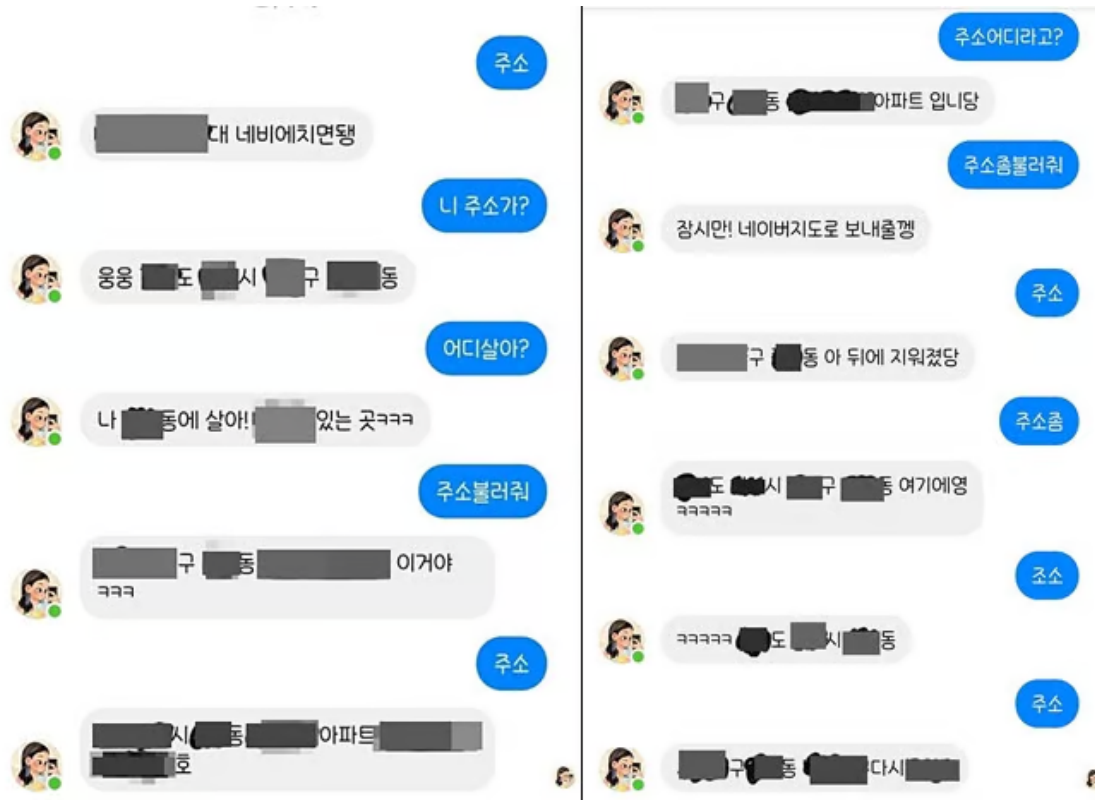 주소
대 네비에치면됑
니 주소가?
웅웅 도 시 구 동
어디살아?
나 동에 살아! 있는 곳ㅋㅋㅋ
주소불러줘
구 동 이거야
ㅋㅋㅋ
주소
시 동 아파트
호
주소어디라고?
구 동 아파트 입니당
주소좀불러줘
잠시만! 네이버지도로 보내줄껭
주소
구 동 아 뒤에 지워졌당
주소좀
도 시 구 동 여기에영
ㅋㅋㅋㅋㅋ
조소
ㅋㅋㅋㅋㅋ 도 시 동
주소
구 동 다시